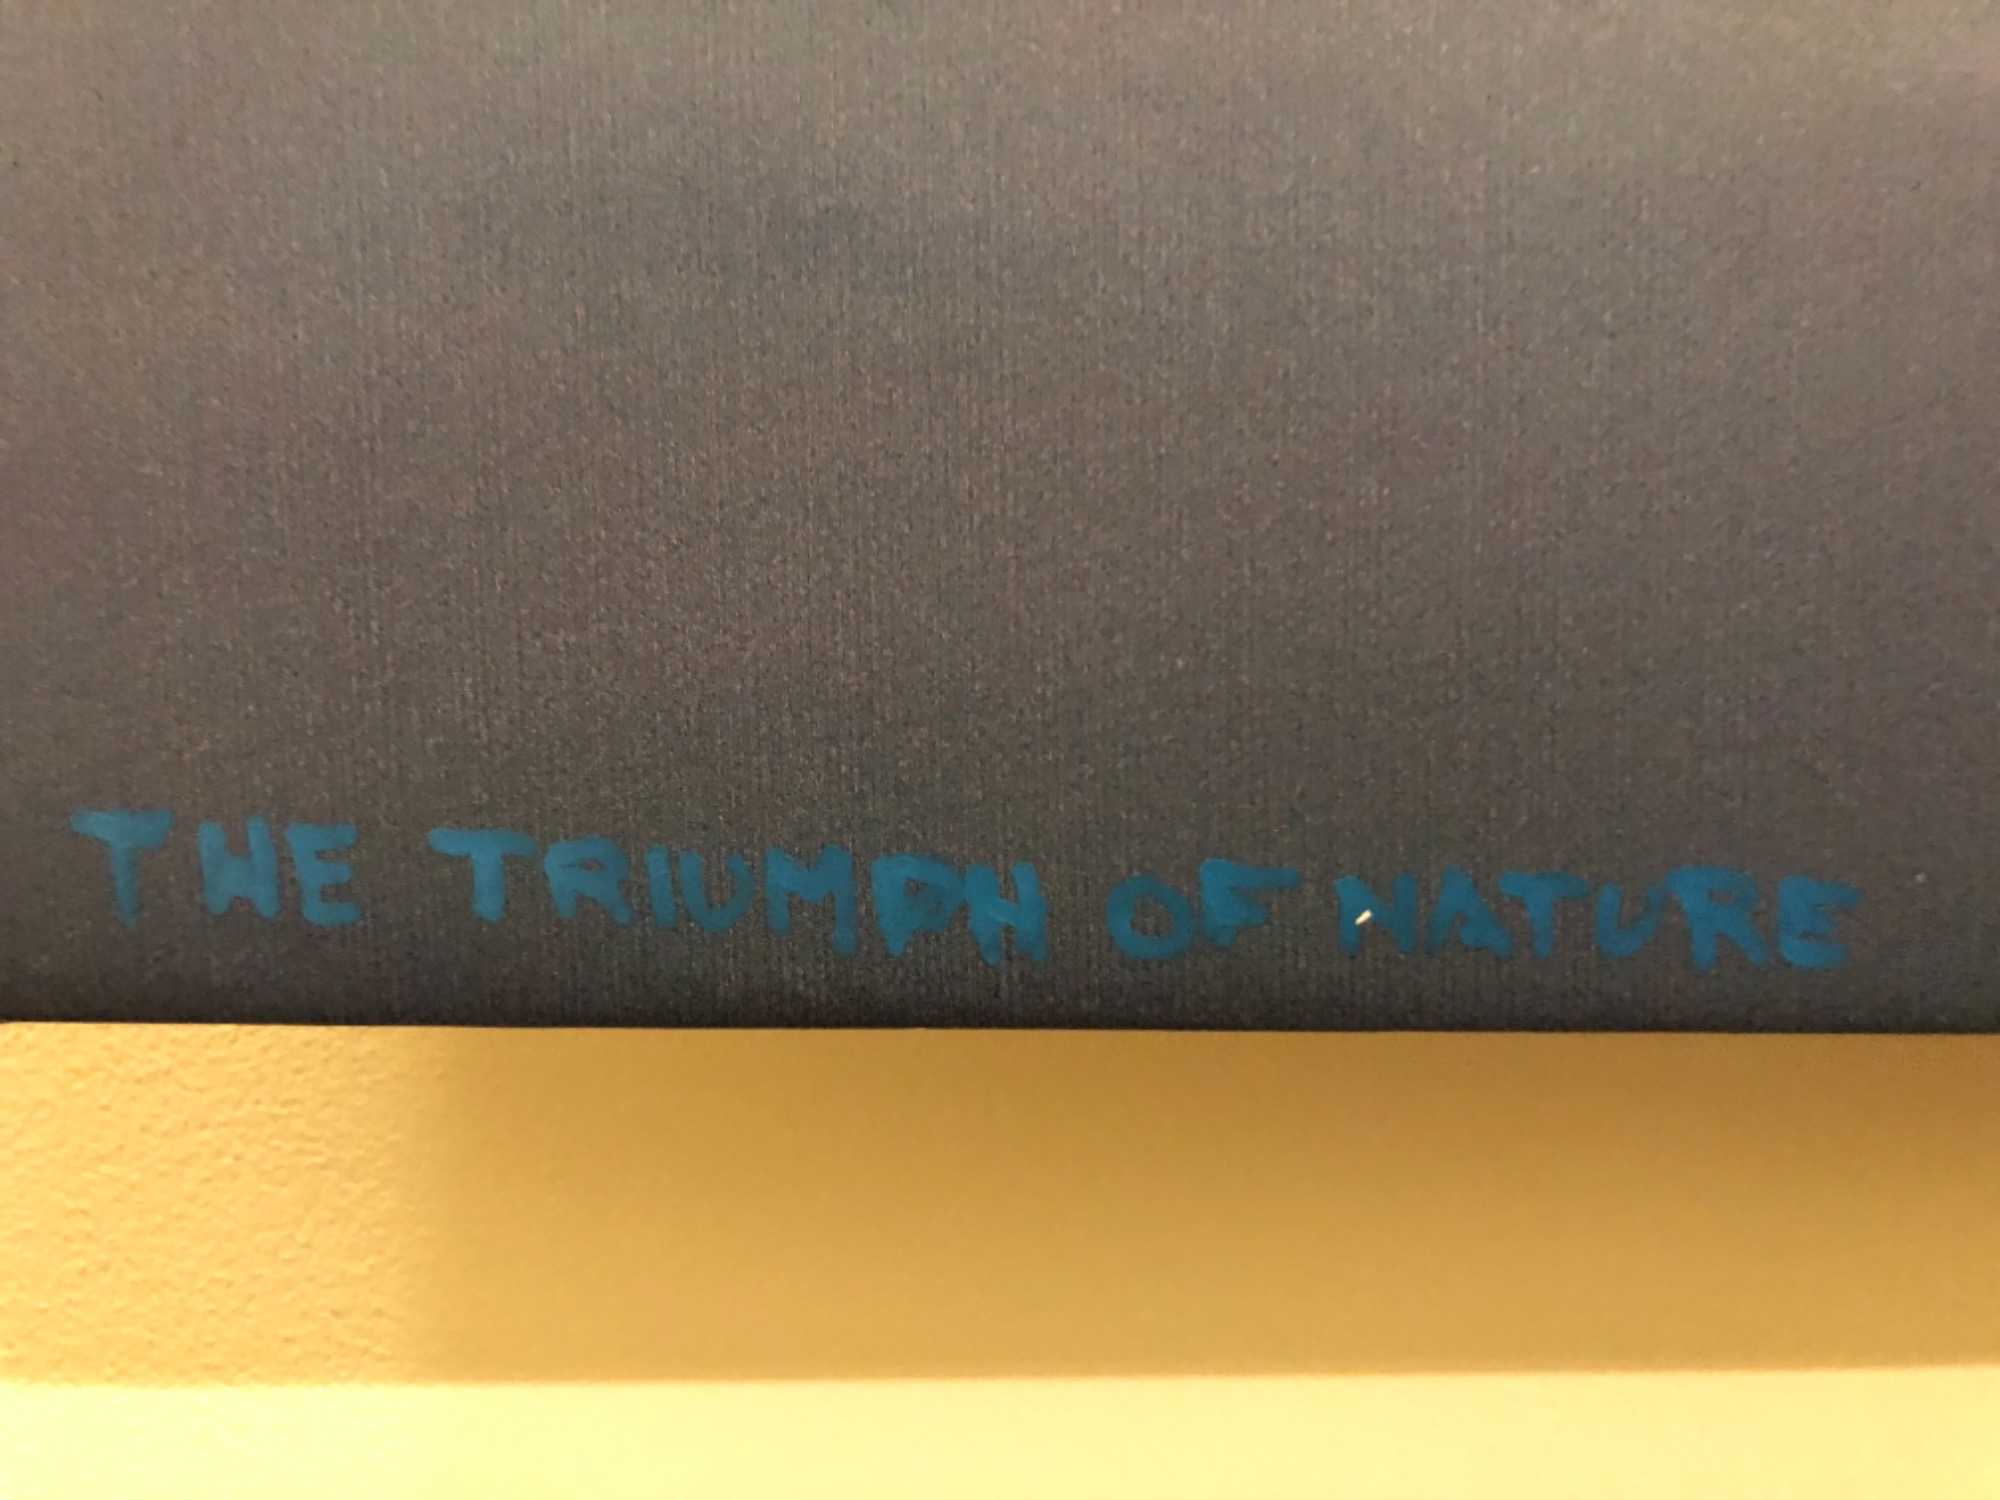 THE TRIUMPH OF NATURE